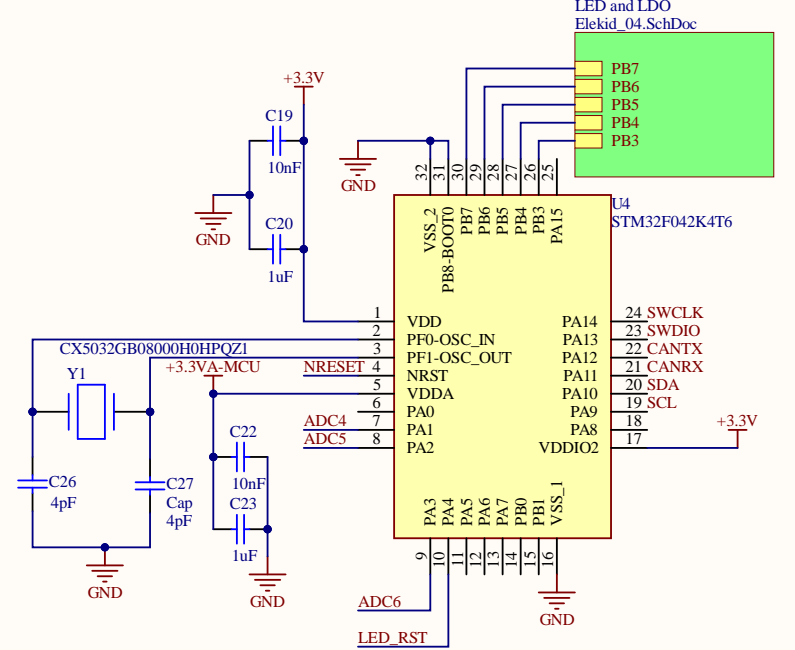 LED and LDO
Elekid_04.SchDoc
PB7
PB6
PB5
PB4
PB3
+3.3V
C19
10nF
GND
C20
1uF
GND
32
31
30
29
28
27
26
25
VSS_2
PB8-BOOT0
PB7
PB6
PB5
PB4
PB3
PA15
U4
STM32F042K4T6
1
VDD
2
PF0-OSC_IN
3
PF1-OSC_OUT
NRESET
4
NRST
5
VDDA
6
PA0
ADC4
7
PA1
ADC5
8
PA2
PA14
24
SWCLK
PA13
23
SWDIO
PA12
22
CANTX
PA11
21
CANRX
PA10
20
SDA
PA9
19
SCL
PA8
18
VDDIO2
17
+3.3V
CX5032GB08000H0HPQZ1
Y1
+3.3VA-MCU
C22
10nF
C23
1uF
GND
C26
4pF
C27
Cap
4pF
GND
PA3
PA4
PA5
PA6
PA7
PB0
PB1
VSS_1
9
10
11
12
13
14
15
16
ADC6
LED_RST
GND